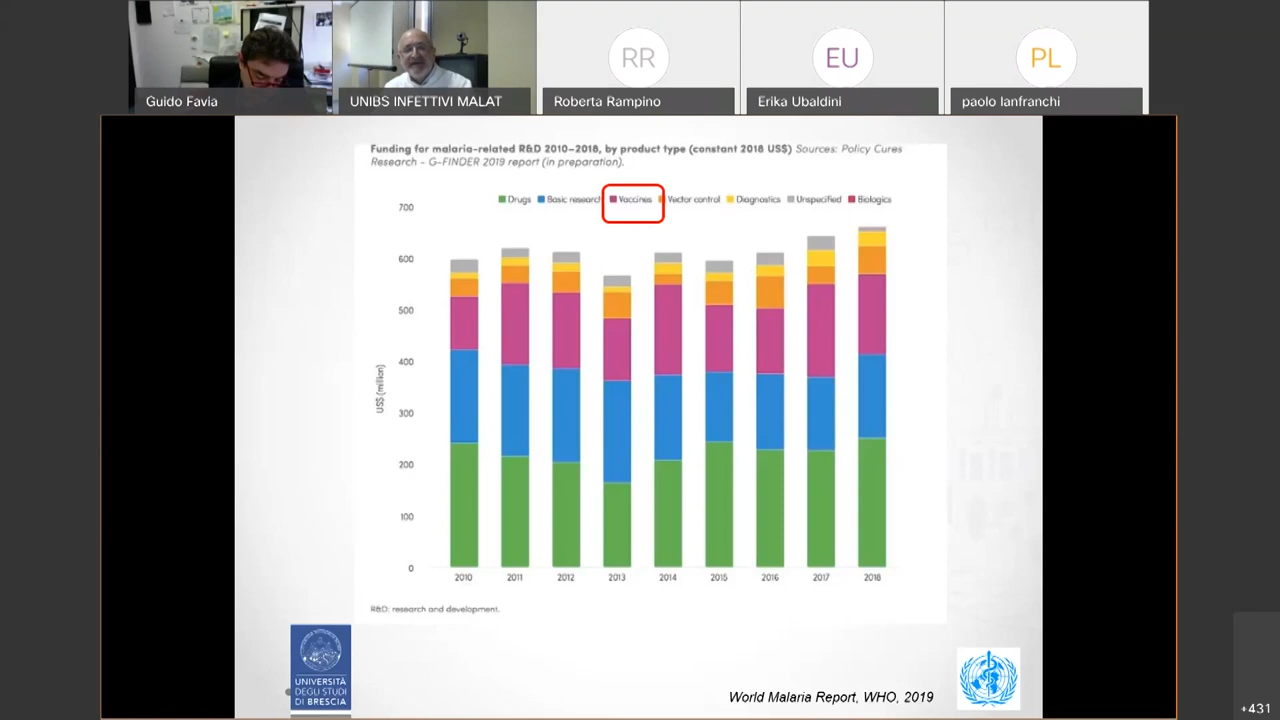 RR
EU
PL
Guido Favia
UNIBS INFETTIVI MALAT
Roberta Rampino
Erika Ubaldini
paolo lanfranchi
Funding for malaria-related R&D 2010–2018, by product type (constant 2018 US$) Sources: Policy Cures
Research - G-FINDER 2019 report (in preparation).
Drugs Basic research Vaccines Vector control Diagnostics Unspecified Biologics
700
600
500
400
300
200
100
0
US$ (million)
2010 2011 2012 2013 2014 2015 2016 2017 2018
R&D: research and development.
UNIVERSITÀ
DEGLI STUDI
DI BRESCIA
World Malaria Report, WHO, 2019
+431